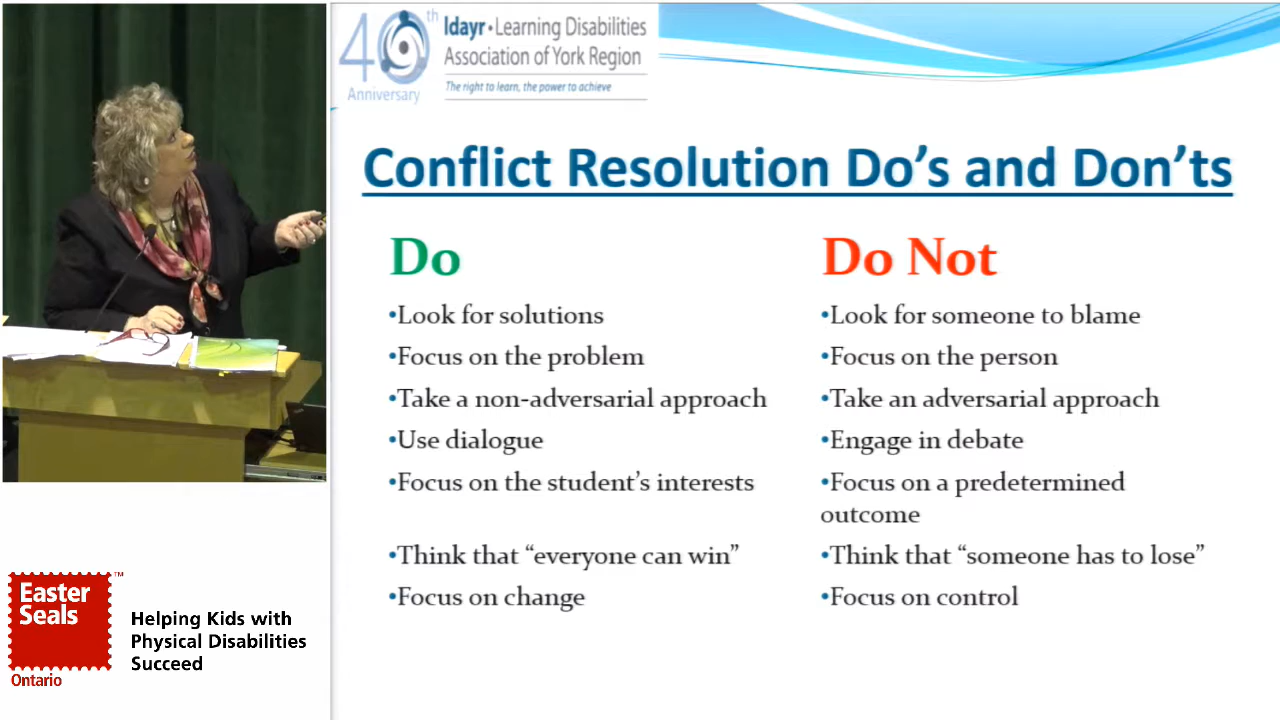 40th
Anniversary
ldayr • Learning Disabilities
Association of York Region
The right to learn, the power to achieve
Conflict Resolution Do's and Don'ts
Do
•Look for solutions
•Focus on the problem
•Take a non-adversarial approach
•Use dialogue
•Focus on the student's interests
•Think that “everyone can win”
•Focus on change
Do Not
•Look for someone to blame
•Focus on the person
•Take an adversarial approach
•Engage in debate
•Focus on a predetermined
outcome
•Think that “someone has to lose”
•Focus on control
Easter
Seals
TM
Ontario
Helping Kids with
Physical Disabilities
Succeed